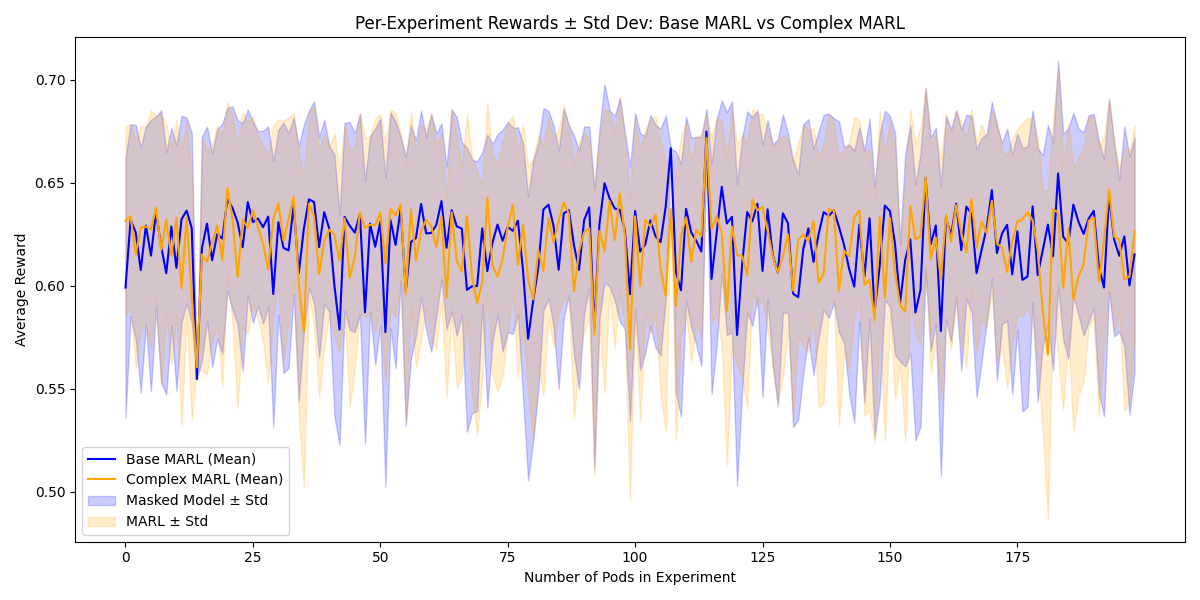 Per-Experiment Rewards ± Std Dev: Base MARL vs Complex MARL
Average Reward
0.70
0.65
0.60
0.55
0.50
Base MARL (Mean)
Complex MARL (Mean)
Masked Model ± Std
MARL ± Std
0 25 50 75 100 125 150 175
Number of Pods in Experiment